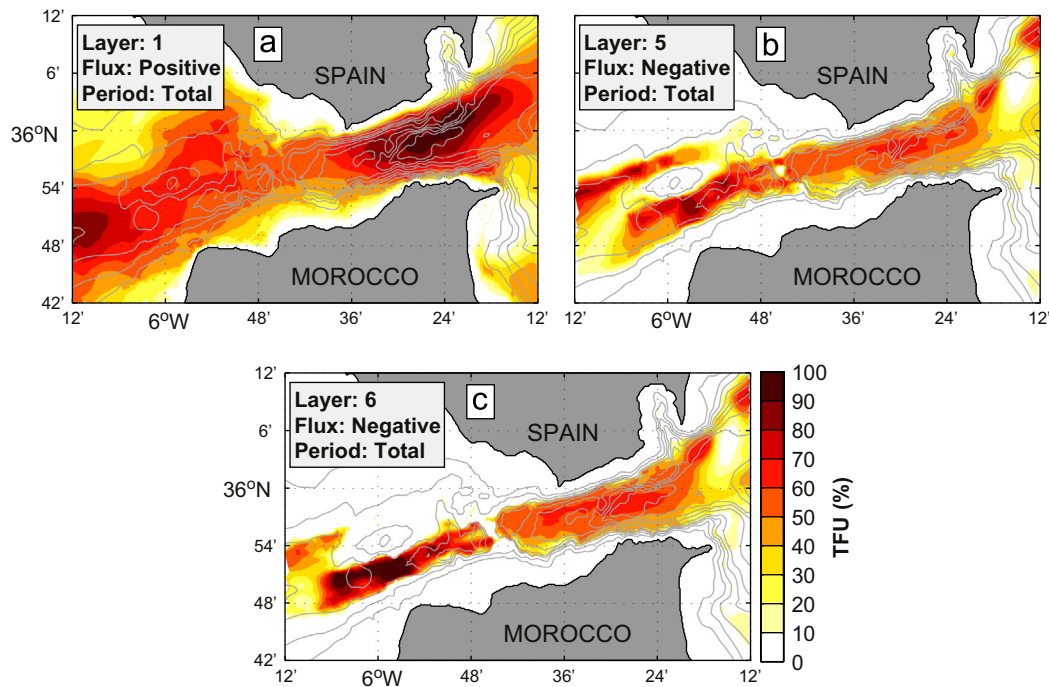 12'
6'
36°N
54'
48'
42'
Layer: 1
Flux: Positive
Period: Total
a
SPAIN
MOROCCO
12'
6°W
48'
36'
24'
12'
Layer: 5
Flux: Negative
Period: Total
b
SPAIN
MOROCCO
12'
6°W
48'
36'
24'
12'
12'
6'
36°N
54'
48'
42'
Layer: 6
Flux: Negative
Period: Total
c
SPAIN
MOROCCO
12'
6°W
48'
36'
24'
12'
100
90
80
70
60
50
40
30
20
10
0
TFU (%)